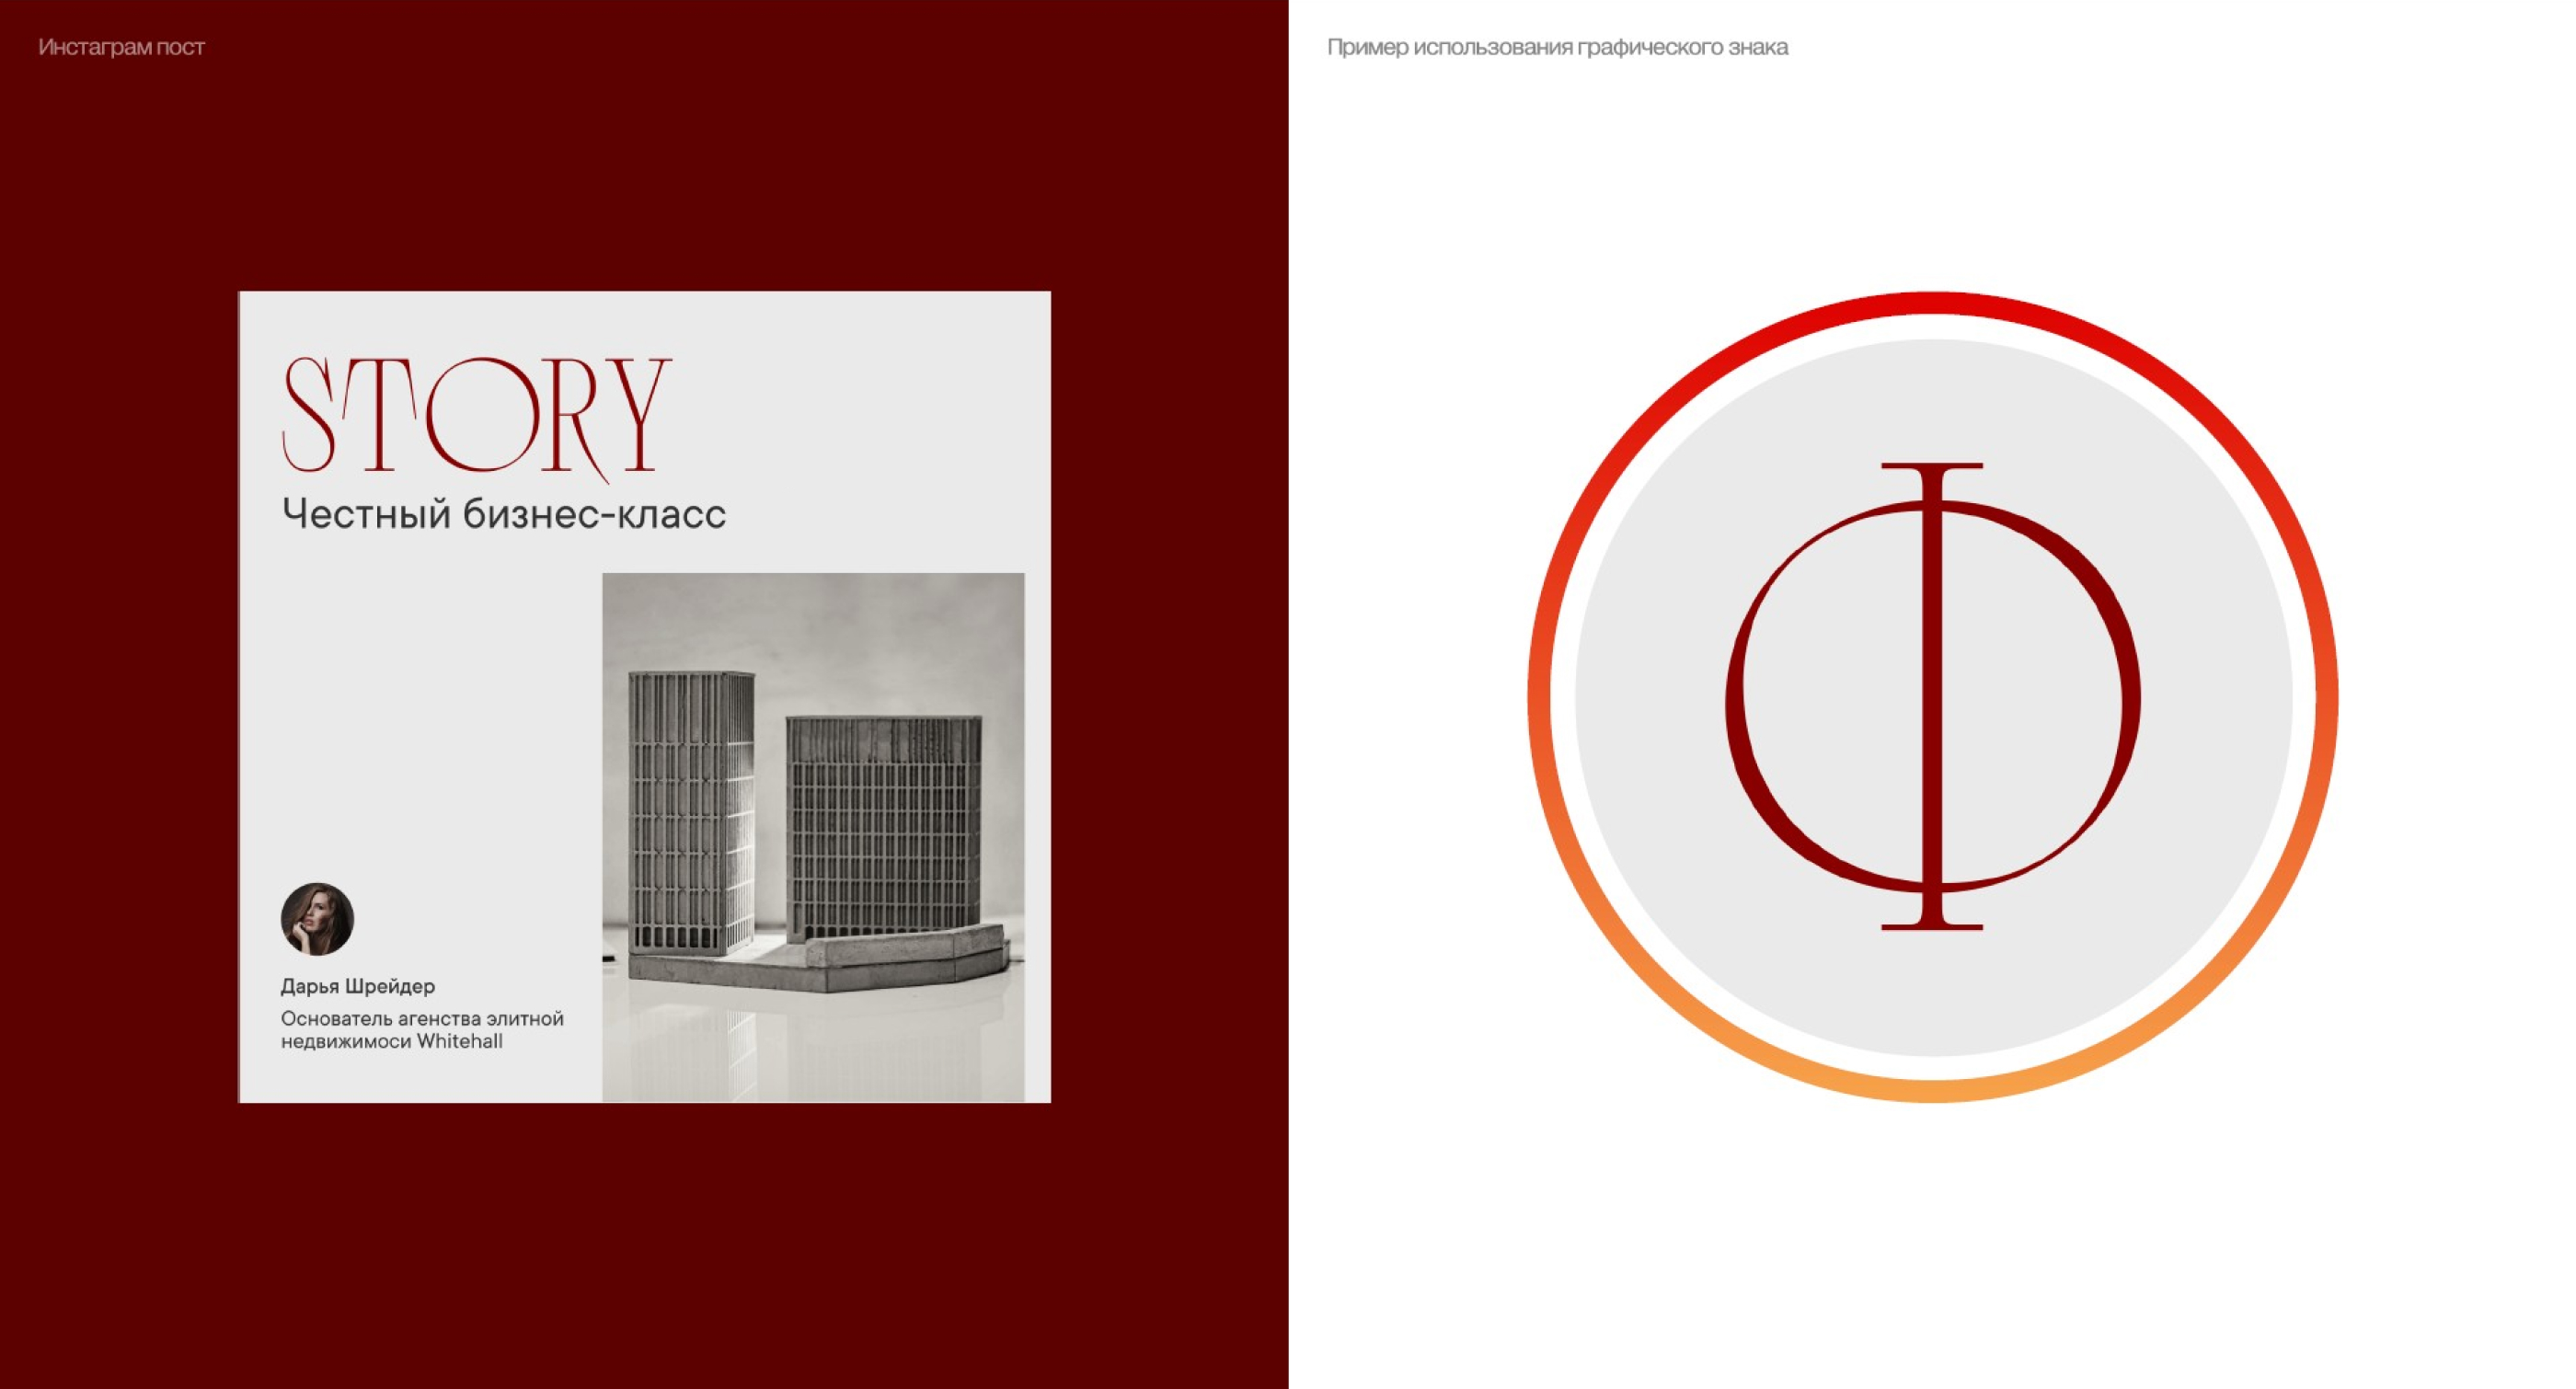 Инстаграм пост
Пример использования графического знака
STORY
Честный бизнес-класс
Дарья Шрейдер
Основатель агенства элитной
недвижимоси Whitehall
Ф